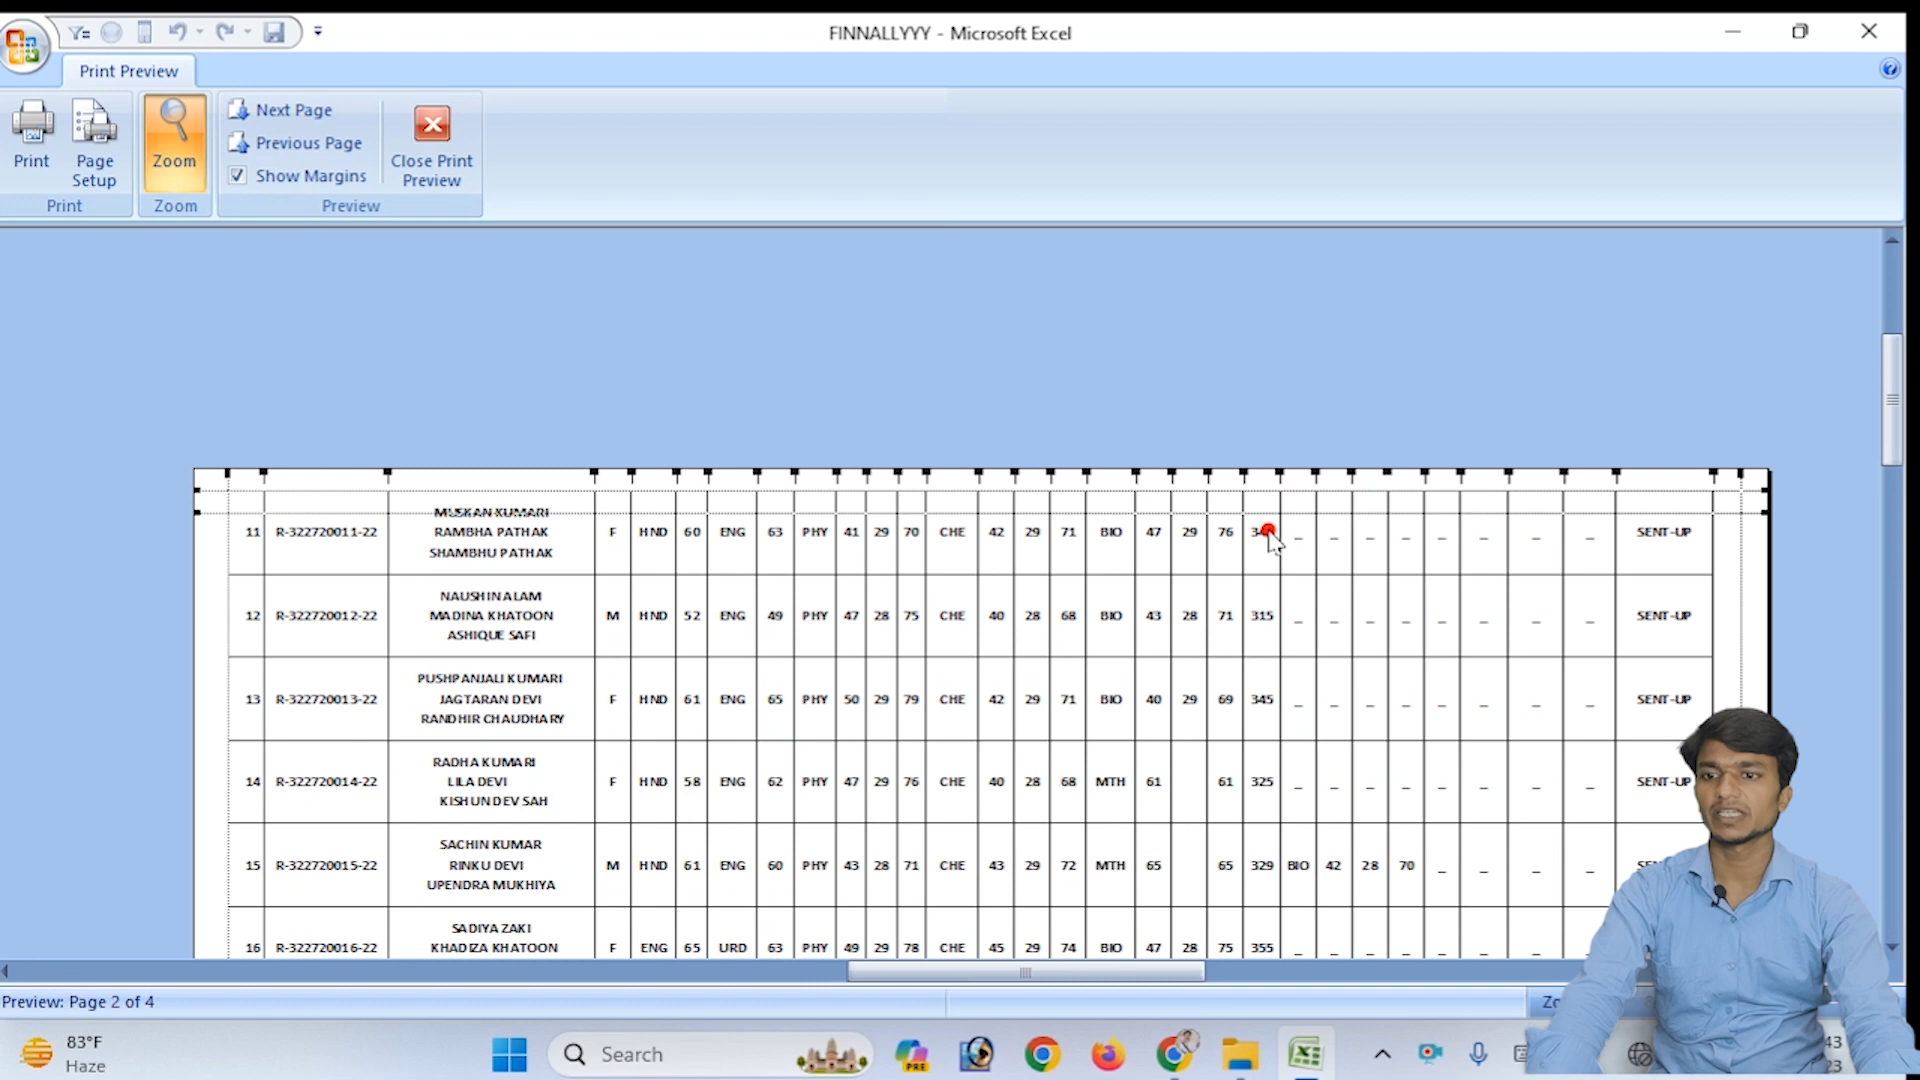 FINNALLYYY - Microsoft Excel
Print Preview
Print
Page Setup
Zoom
Next Page
Previous Page
Show Margins
Close Print Preview
Print
Zoom
Preview
MUSKAN KUMARI
11 R-322720011-22 RAMBHA PATHAK F HND 60 ENG 63 PHY 41 29 70 CHE 42 29 71 BIO 47 29 76 _ _ _ _ _ _ _ _ SENT-UP
SHAMBHU PATHAK
NAUSHIN ALAM
12 R-322720012-22 MADINA KHATOON M HND 52 ENG 49 PHY 47 28 75 CHE 40 28 68 BIO 43 28 71 315 _ _ _ _ _ _ _ _ SENT-UP
ASHIQUE SAFI
PUSHPANJALI KUMARI
13 R-322720013-22 JAGTARAN DEVI F HND 61 ENG 65 PHY 50 29 79 CHE 42 29 71 BIO 40 29 69 345 _ _ _ _ _ _ _ _ SENT-UP
RANDHIR CHAUDHARY
RADHA KUMARI
14 R-322720014-22 LILA DEVI F HND 58 ENG 62 PHY 47 29 76 CHE 40 28 68 MTH 61 61 325 _ _ _ _ _ _ _ _ SENT-UP
KISHUN DEV SAH
SACHIN KUMAR
15 R-322720015-22 RINKU DEVI M HND 61 ENG 60 PHY 43 28 71 CHE 43 29 72 MTH 65 65 329 BIO 42 28 70 _ _ _ _
UPENDRA MUKHIYA
SADIYA ZAKI
16 R-322720016-22 KHADIZA KHATOON F ENG 65 URD 63 PHY 49 29 78 CHE 45 29 74 BIO 47 28 75 355 _ _ _ _ _ _ _ _
Preview: Page 2 of 4
83°F
Haze
Search
PRE
43
23